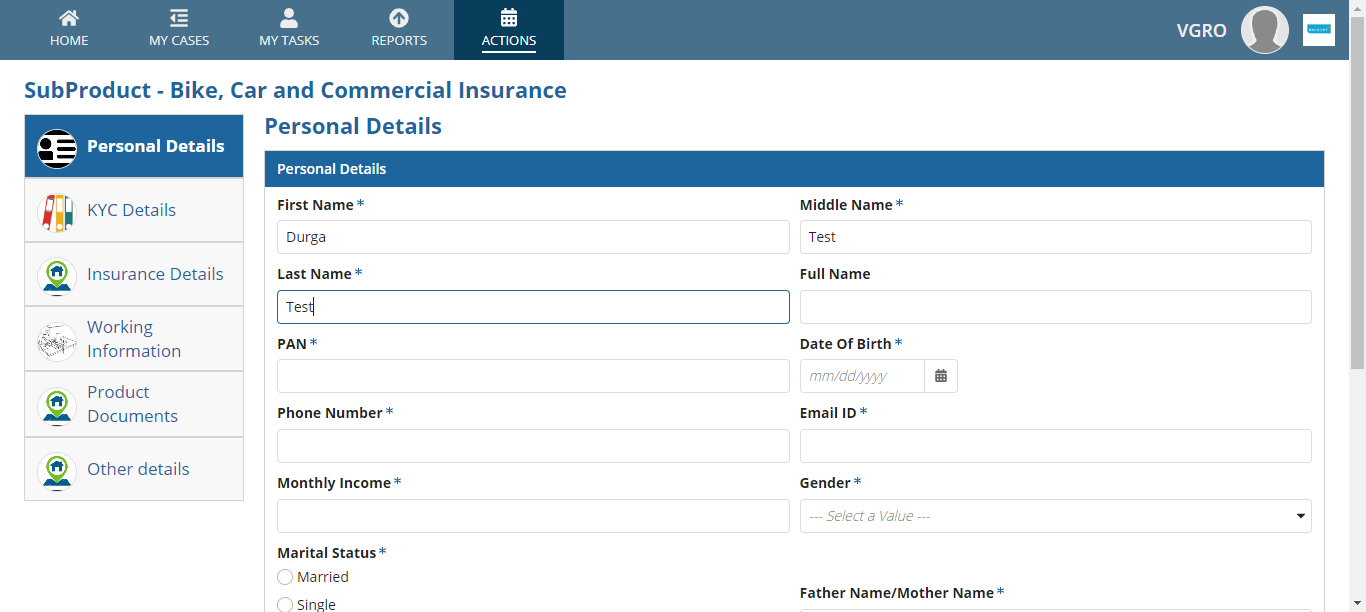 HOME
MY CASES
MY TASKS
REPORTS
ACTIONS
VGRO
SubProduct - Bike, Car and Commercial Insurance
Personal Details
KYC Details
Insurance Details
Working
Information
Product
Documents
Other details
Personal Details
Personal Details
First Name *
Middle Name *
Durga
Test
Last Name *
Full Name
Test
PAN *
Date Of Birth *
mm/dd/yyyy
Phone Number *
Email ID *
Monthly Income *
Gender *
--- Select a Value ---
Marital Status *
Married
Father Name/Mother Name *
Single